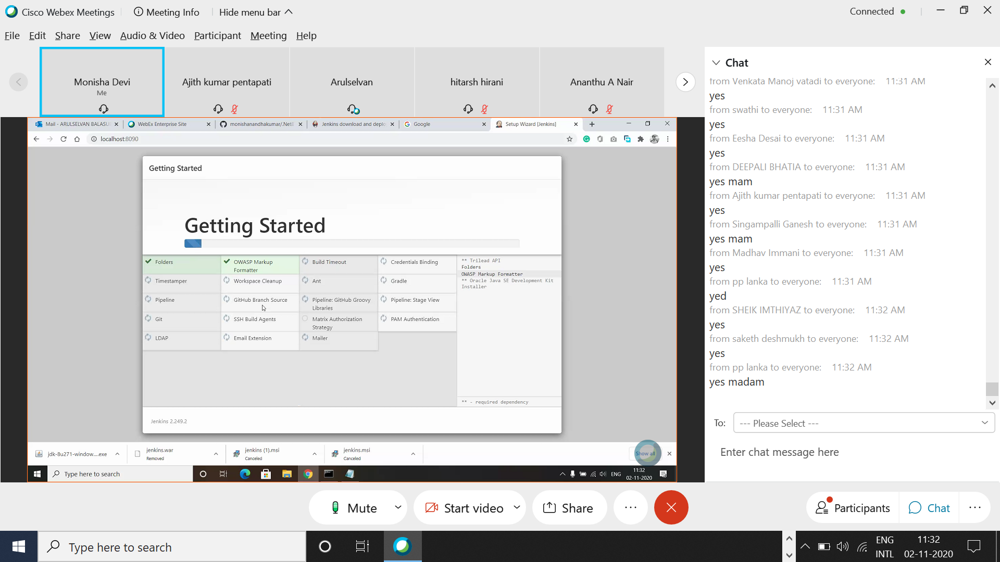 Cisco Webex Meetings
Meeting Info
Hide menu bar
Connected
File Edit Share View Audio & Video Participant Meeting Help
Monisha Devi
Me
Ajith kumar pentapati
Arulselvan
hitarsh hirani
Ananthu A Nair
Mail - ARULSELVAN BALASU
WebEx Enterprise Site
monishanandhakumar/.Net8
Jenkins download and deplo
Google
Setup Wizard [Jenkins]
localhost:8090
Getting Started
Getting Started
Folders
OWASP Markup
Formatter
Build Timeout
Credentials Binding
Timestamper
Workspace Cleanup
Ant
Gradle
Pipeline
GitHub Branch Source
Pipeline: GitHub Groovy
Libraries
Pipeline: Stage View
Git
SSH Build Agents
Matrix Authorization
Strategy
PAM Authentication
LDAP
Email Extension
Mailer
** Trilead API
Folders
OWASP Markup Formatter
** Oracle Java SE Development Kit
Installer
** - required dependency
Jenkins 2.249.2
jdk-8u271-window....exe
jenkins.war
Removed
jenkins (1).msi
Canceled
jenkins.msi
Canceled
Show all
Type here to search
ENG
11:32
02-11-2020
Chat
from Venkata Manoj vatadi to everyone: 11:31 AM
yes
from swathi to everyone: 11:31 AM
yes
from Eesha Desai to everyone: 11:31 AM
yes
from DEEPALI BHATIA to everyone: 11:31 AM
yes mam
from Ajith kumar pentapati to everyone: 11:31 AM
yes
from Singampalli Ganesh to everyone: 11:31 AM
yes mam
from Madhav Immani to everyone: 11:31 AM
yes
from pp lanka to everyone: 11:31 AM
yed
from SHEIK IMTHIYAZ to everyone: 11:32 AM
yes
from saketh deshmukh to everyone: 11:32 AM
yes
from pp lanka to everyone: 11:32 AM
yes madam
To: --- Please Select ---
Enter chat message here
Mute
Start video
Share
Participants
Chat
Type here to search
ENG
INTL
11:32
02-11-2020